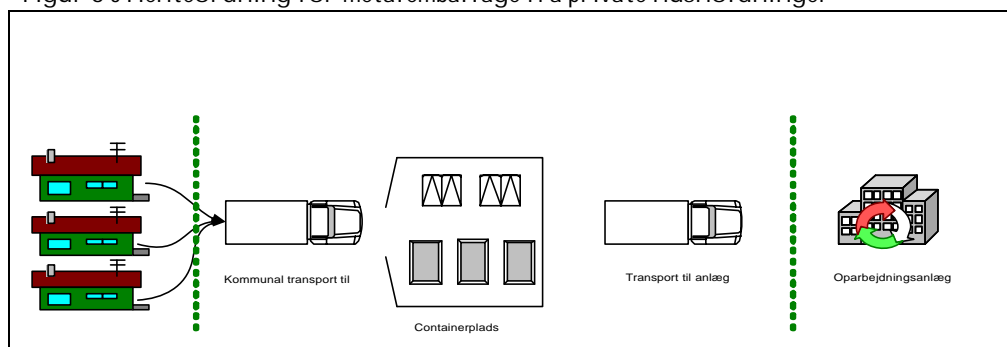 Kommunal transport til
Transport til anlæg
Oparbejdningsanlæg
Containerplads